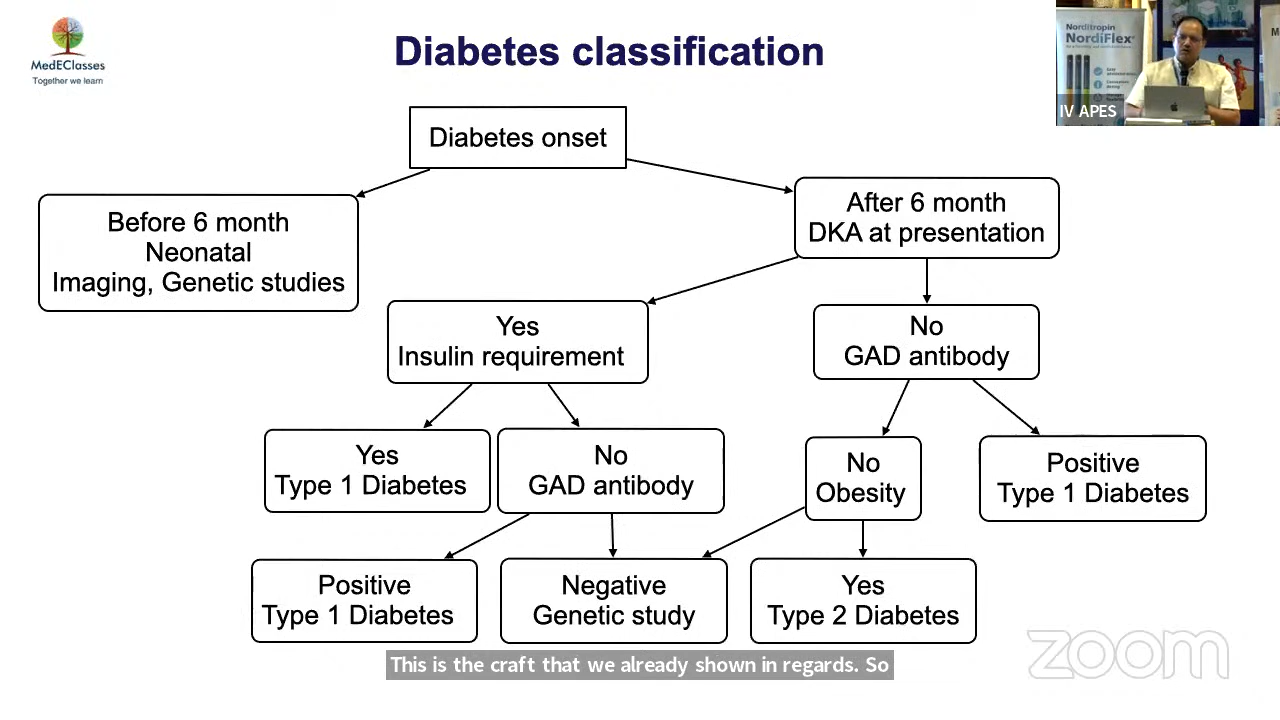 MedEClasses
Together we learn
Diabetes classification
Norditropin
NordiFlex®
IV APES
Diabetes onset
Before 6 month
Neonatal
Imaging, Genetic studies
After 6 month
DKA at presentation
Yes
Insulin requirement
No
GAD antibody
Yes
Type 1 Diabetes
No
GAD antibody
No
Obesity
Positive
Type 1 Diabetes
Positive
Type 1 Diabetes
Negative
Genetic study
Yes
Type 2 Diabetes
zoom
This is the craft that we already shown in regards. So